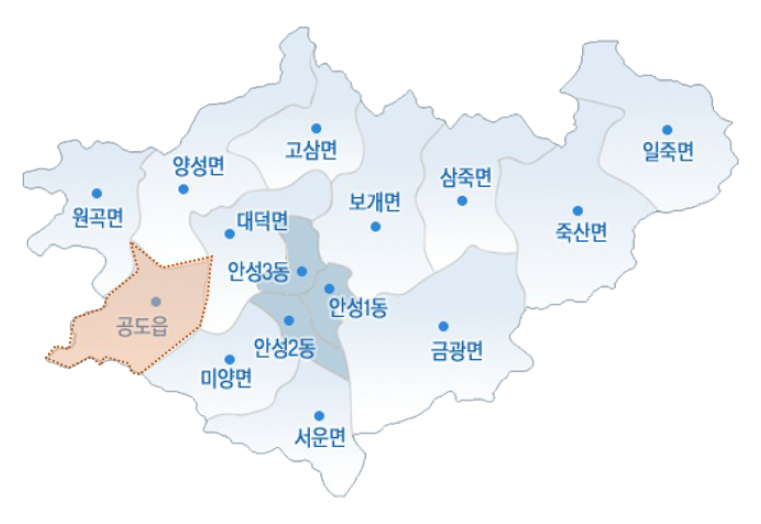 고삼면
일죽면
양성면
삼죽면
보개면
원곡면
대덕면
죽산면
안성3동
안성1동
공도읍
안성2동
금광면
미양면
서운면